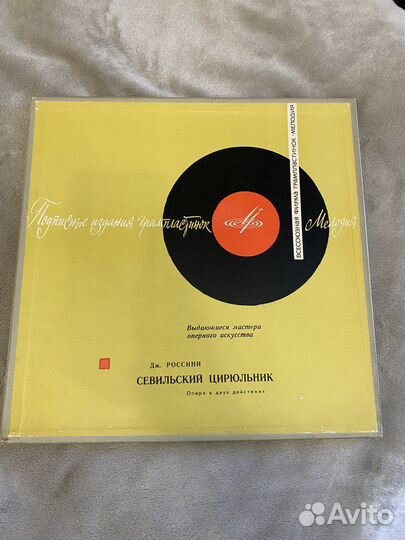 ВСЕСОЮЗНАЯ ФИРМА ГРАМПЛАСТИНОК «МЕЛОДИЯ»
Подписные издания грампластинок Мелодия
Выдающиеся мастера
оперного искусства
Дж. РОССИНИ
СЕВИЛЬСКИЙ ЦИРЮЛЬНИК
Опера в двух действиях
Avito